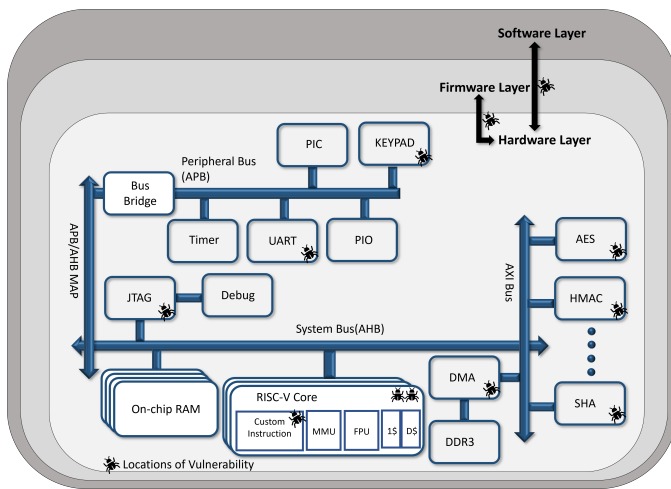 Software Layer
Firmware Layer
Hardware Layer
PIC
KEYPAD
Peripheral Bus
(APB)
Bus
Bridge
Timer
UART
PIO
APB/AHB MAP
JTAG
Debug
System Bus(AHB)
AXI Bus
AES
HMAC
SHA
On-chip RAM
RISC-V Core
Custom
Instruction
MMU
FPU
1$
D$
DMA
DDR3
Locations of Vulnerability